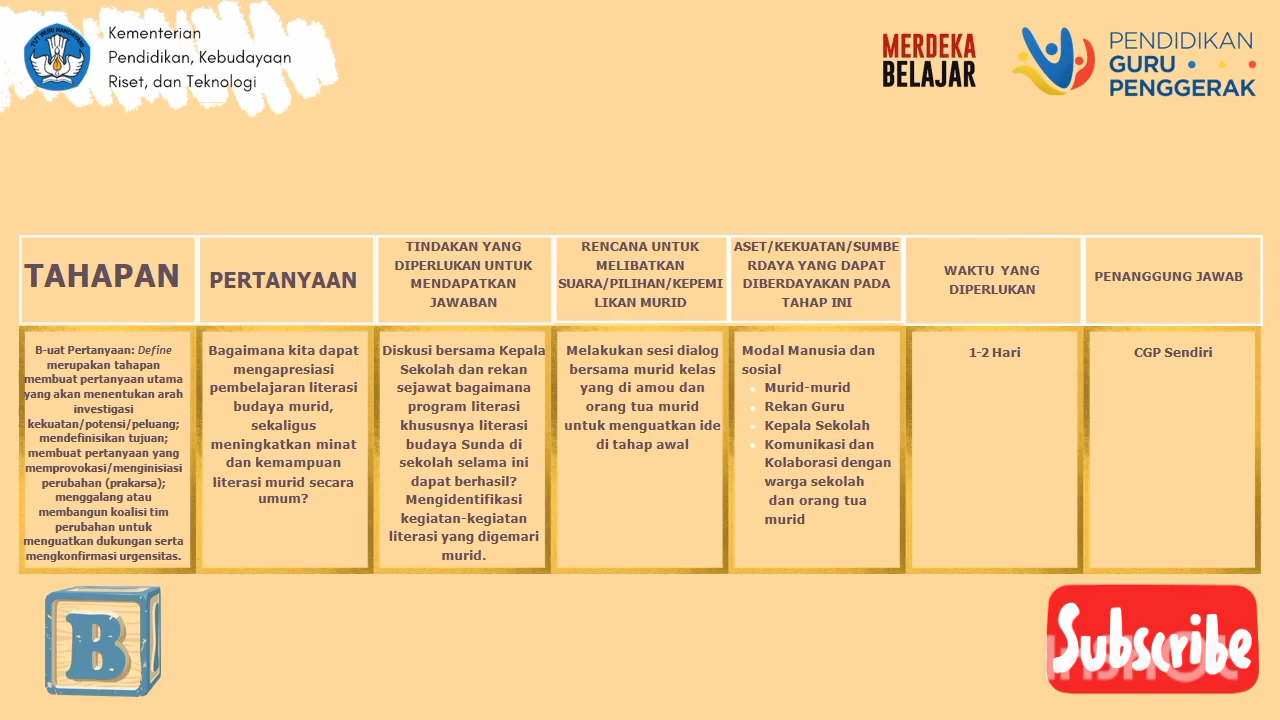 TUT WURI HANDAYANI
Kementerian
Pendidikan, Kebudayaan
Riset, dan Teknologi
MERDEKA
BELAJAR
PENDIDIKAN
GURU
PENGGERAK
TAHAPAN
PERTANYAAN
TINDAKAN YANG
DIPERLUKAN UNTUK
MENDAPATKAN
JAWABAN
RENCANA UNTUK
MELIBATKAN
SUARA/PILIHAN/KEPEMI
LIKAN MURID
ASET/KEKUATAN/SUMBE
RDAYA YANG DAPAT
DIBERDAYAKAN PADA
TAHAP INI
WAKTU YANG
DIPERLUKAN
PENANGGUNG JAWAB
B-uat Pertanyaan: Define
merupakan tahapan
membuat pertanyaan utama
yang akan menentukan arah
investigasi
kekuatan/potensi/peluang;
mendefinisikan tujuan;
membuat pertanyaan yang
memprovokasi/menginisiasi
perubahan (prakarsa);
menggalang atau
membangun koalisi tim
perubahan untuk
menguatkan dukungan serta
mengkonfirmasi urgensitas.
Bagaimana kita dapat
mengapresiasi
pembelajaran literasi
budaya murid,
sekaligus
meningkatkan minat
dan kemampuan
literasi murid secara
umum?
Diskusi bersama Kepala
Sekolah dan rekan
sejawat bagaimana
program literasi
khususnya literasi
budaya Sunda di
sekolah selama ini
dapat berhasil?
Mengidentifikasi
kegiatan-kegiatan
literasi yang digemari
murid.
Melakukan sesi dialog
bersama murid kelas
yang di amou dan
orang tua murid
untuk menguatkan ide
di tahap awal
Modal Manusia dan
sosial
Murid-murid
Rekan Guru
Kepala Sekolah
Komunikasi dan
Kolaborasi dengan
warga sekolah
dan orang tua
murid
1-2 Hari
CGP Sendiri
B
Subscribe
InShOt